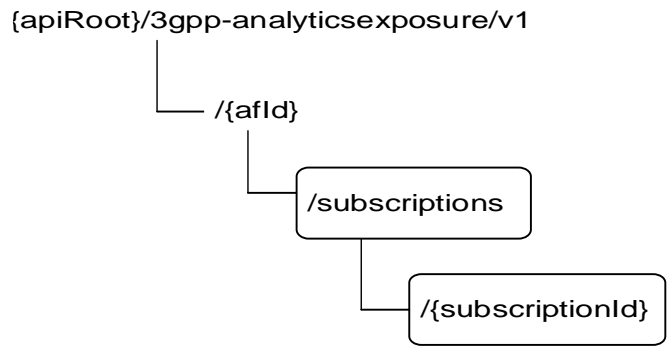 {apiRoot}/3gpp-analyticsexposure/v1
/{afId}
/subscriptions
/{subscriptionId}